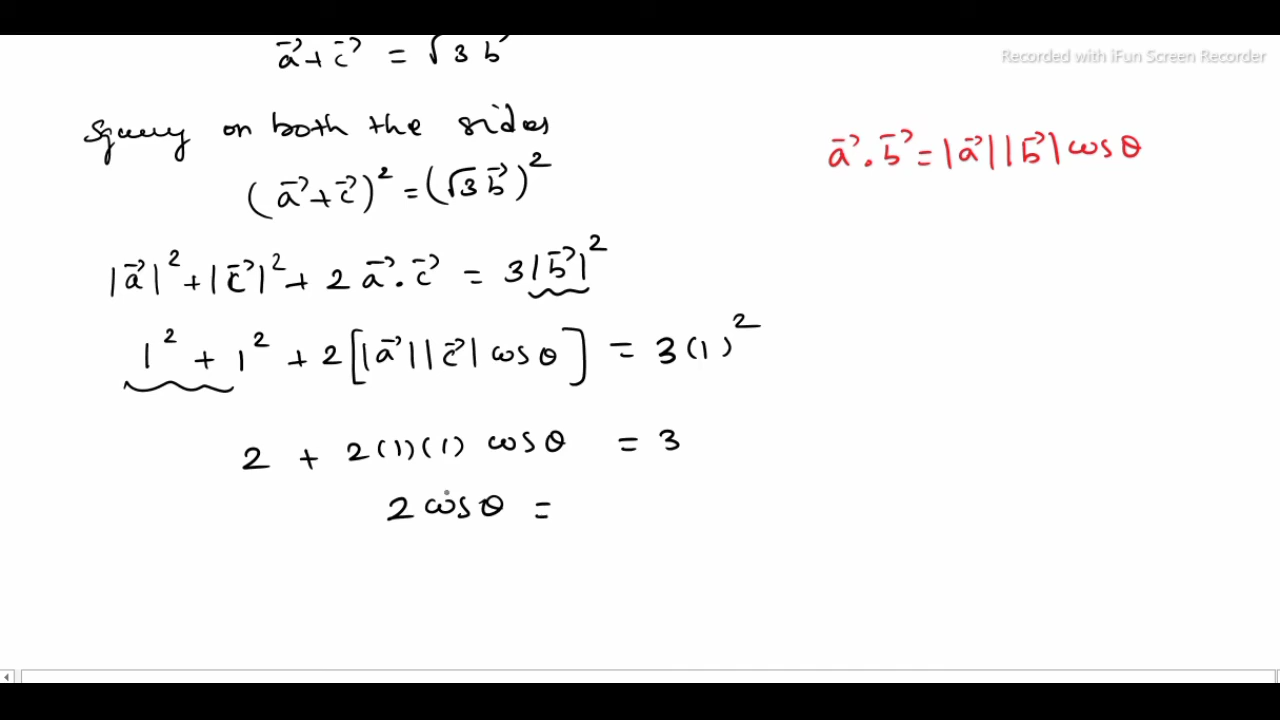 a⃗ + c⃗ = √3 b⃗
Recorded with iFun Screen Recorder
on both the sides
a⃗ . b⃗ = |a⃗| |b⃗| cos θ
(a⃗ + c⃗)² = (√3 b⃗)²
|a⃗|² + |c⃗|² + 2 a⃗ . c⃗ = 3|b⃗|²
1² + 1² + 2[|a⃗| |c⃗| cos θ] = 3(1)²
2 + 2(1)(1) cos θ = 3
2 cos θ =